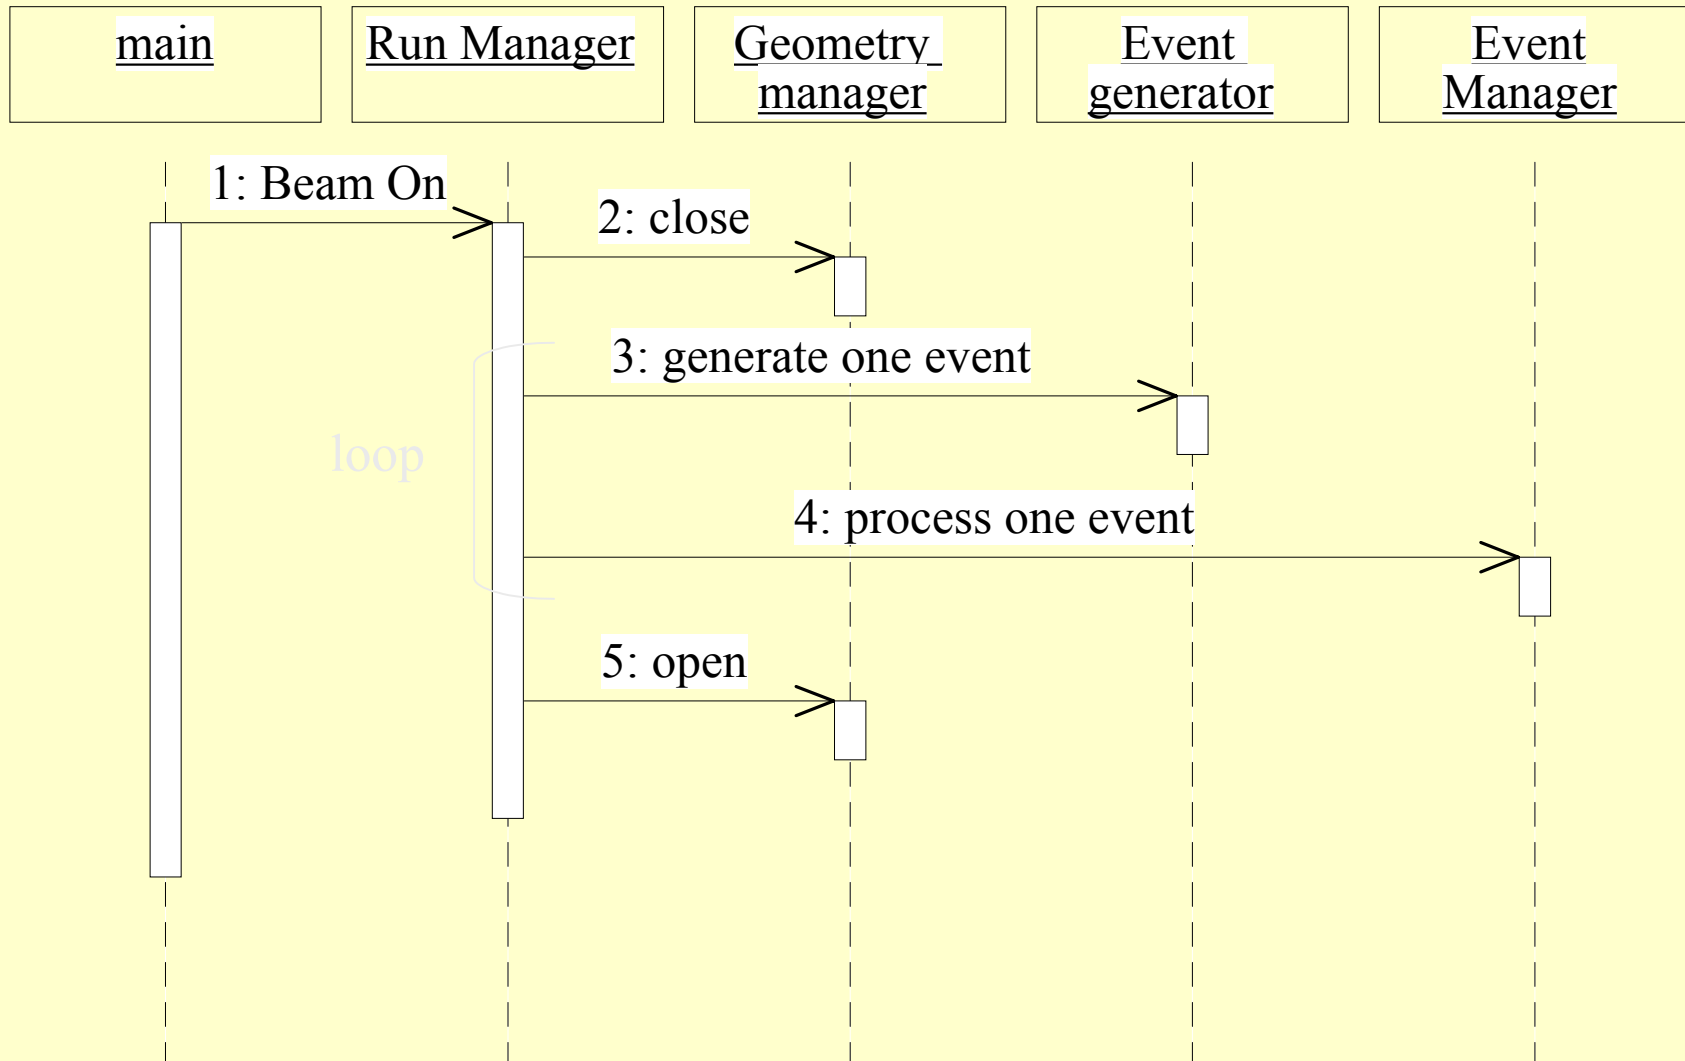 main
Run Manager
Geometry
manager
Event
generator
Event
Manager
1: Beam On
2: close
3: generate one event
loop
4: process one event
5: open